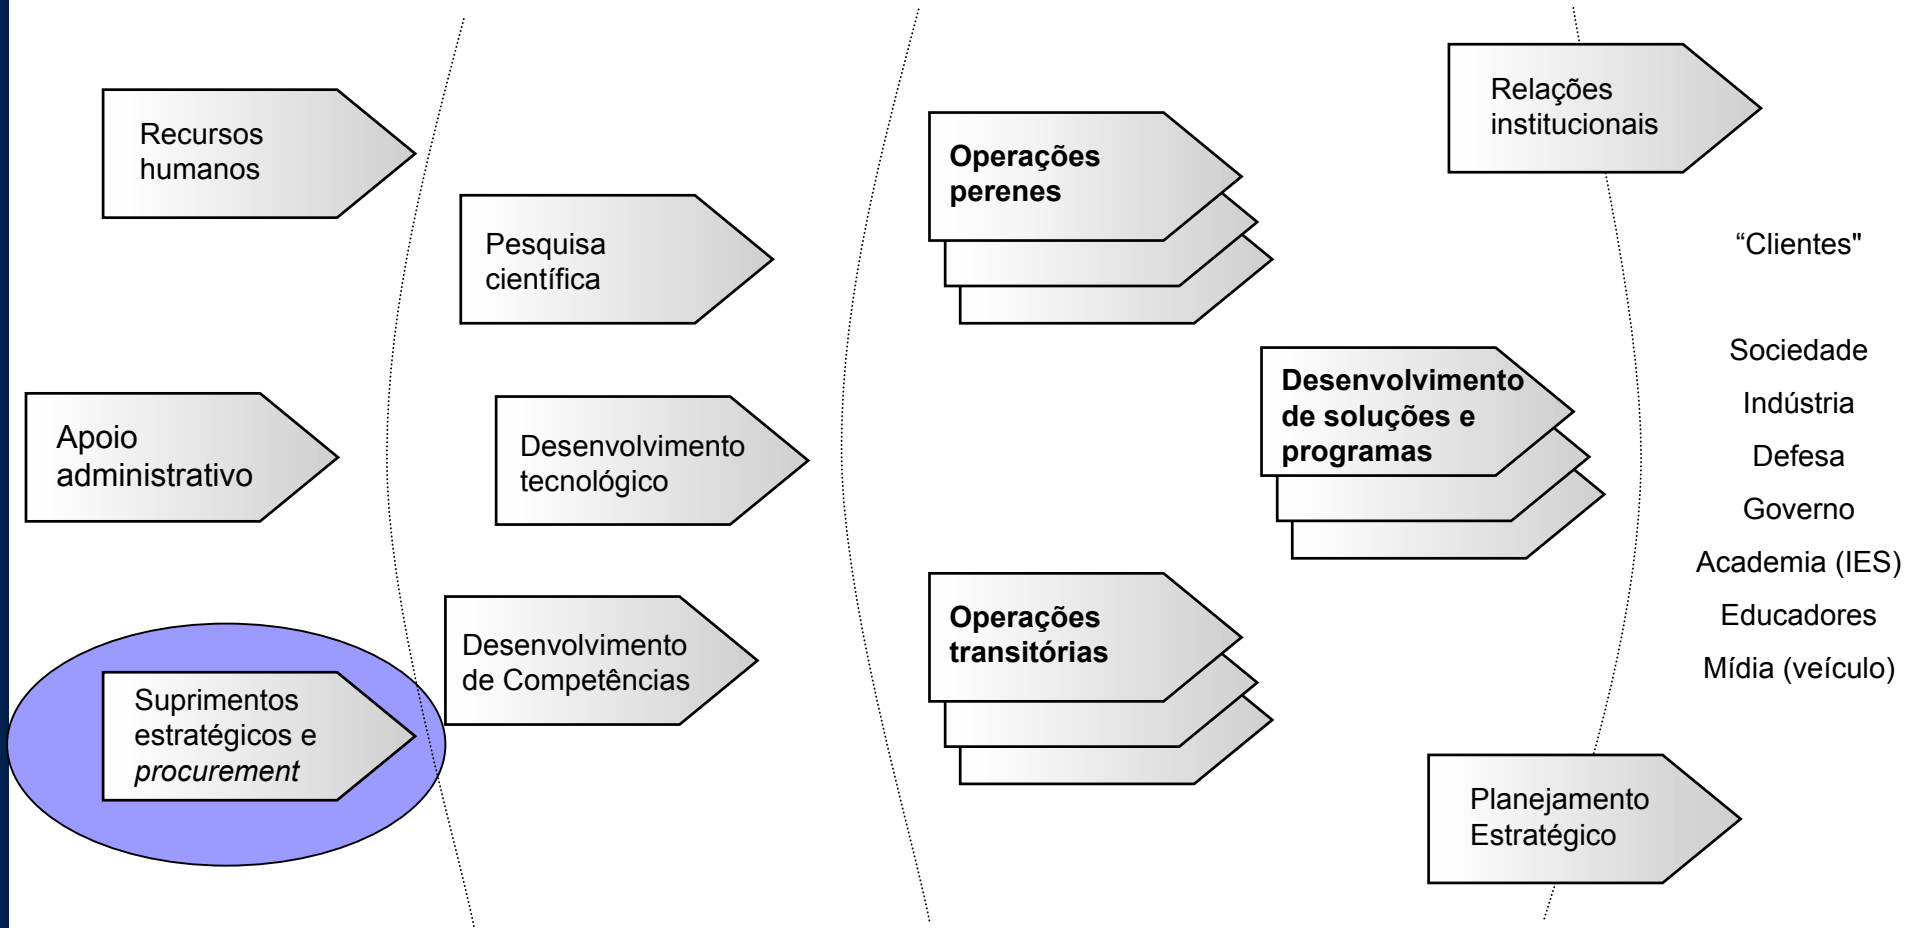 Recursos
humanos
Apoio
administrativo
Suprimentos
estratégicos e
procurement
Pesquisa
científica
Desenvolvimento
tecnológico
Desenvolvimento
de Competências
Operações
perenes
Operações
transitórias
Desenvolvimento
de soluções e
programas
Relações
institucionais
Planejamento
Estratégico
“Clientes"
Sociedade
Indústria
Defesa
Governo
Academia (IES)
Educadores
Mídia (veículo)